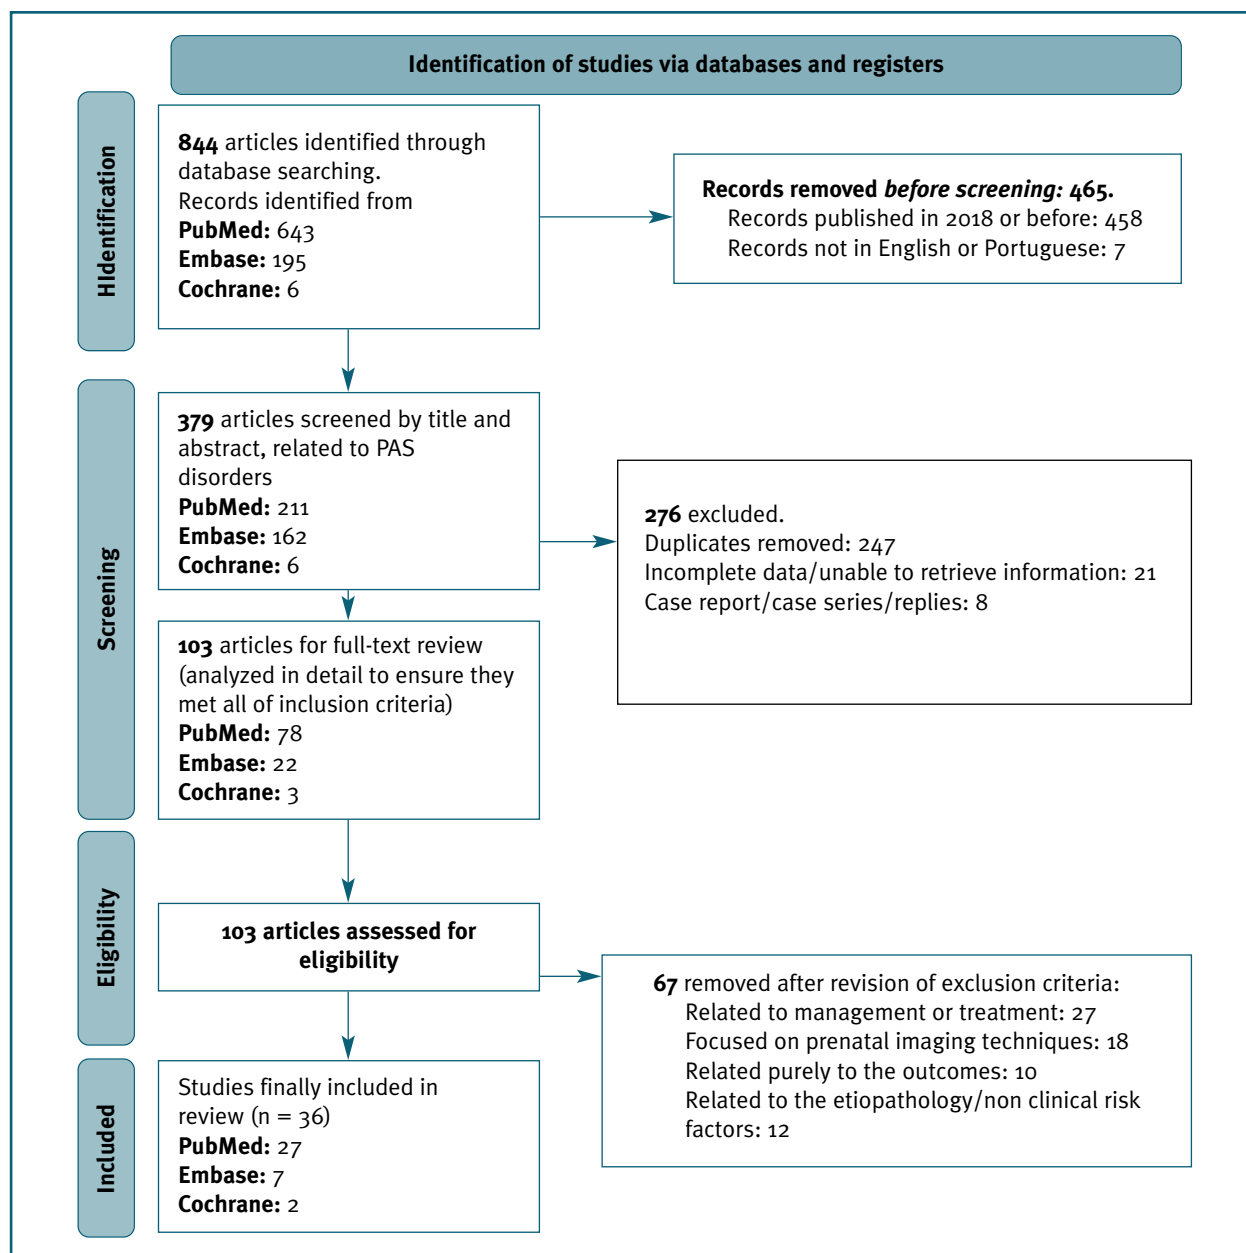 Identification of studies via databases and registers
HIdentification
844 articles identified through
database searching.
Records identified from
PubMed: 643
Embase: 195
Cochrane: 6
Records removed before screening: 465.
Records published in 2018 or before: 458
Records not in English or Portuguese: 7
Screening
379 articles screened by title and
abstract, related to PAS
disorders
PubMed: 211
Embase: 162
Cochrane: 6
276 excluded.
Duplicates removed: 247
Incomplete data/unable to retrieve information: 21
Case report/case series/replies: 8
103 articles for full-text review
(analyzed in detail to ensure they
met all of inclusion criteria)
PubMed: 78
Embase: 22
Cochrane: 3
Eligibility
103 articles assessed for
eligibility
67 removed after revision of exclusion criteria:
Related to management or treatment: 27
Focused on prenatal imaging techniques: 18
Related purely to the outcomes: 10
Related to the etiopathology/non clinical risk
factors: 12
Included
Studies finally included in
review (n = 36)
PubMed: 27
Embase: 7
Cochrane: 2